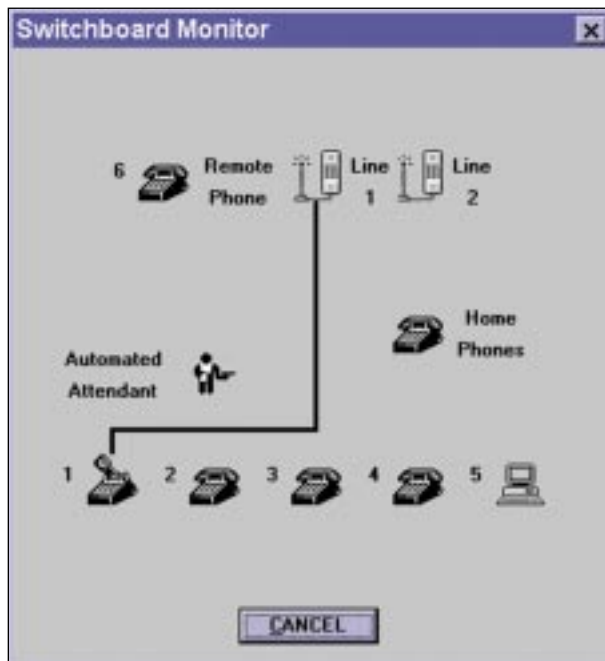 Switchboard Monitor
6 Remote Phone
Line 1
Line 2
Home Phones
Automated Attendant
1 2 3 4 5
CANCEL